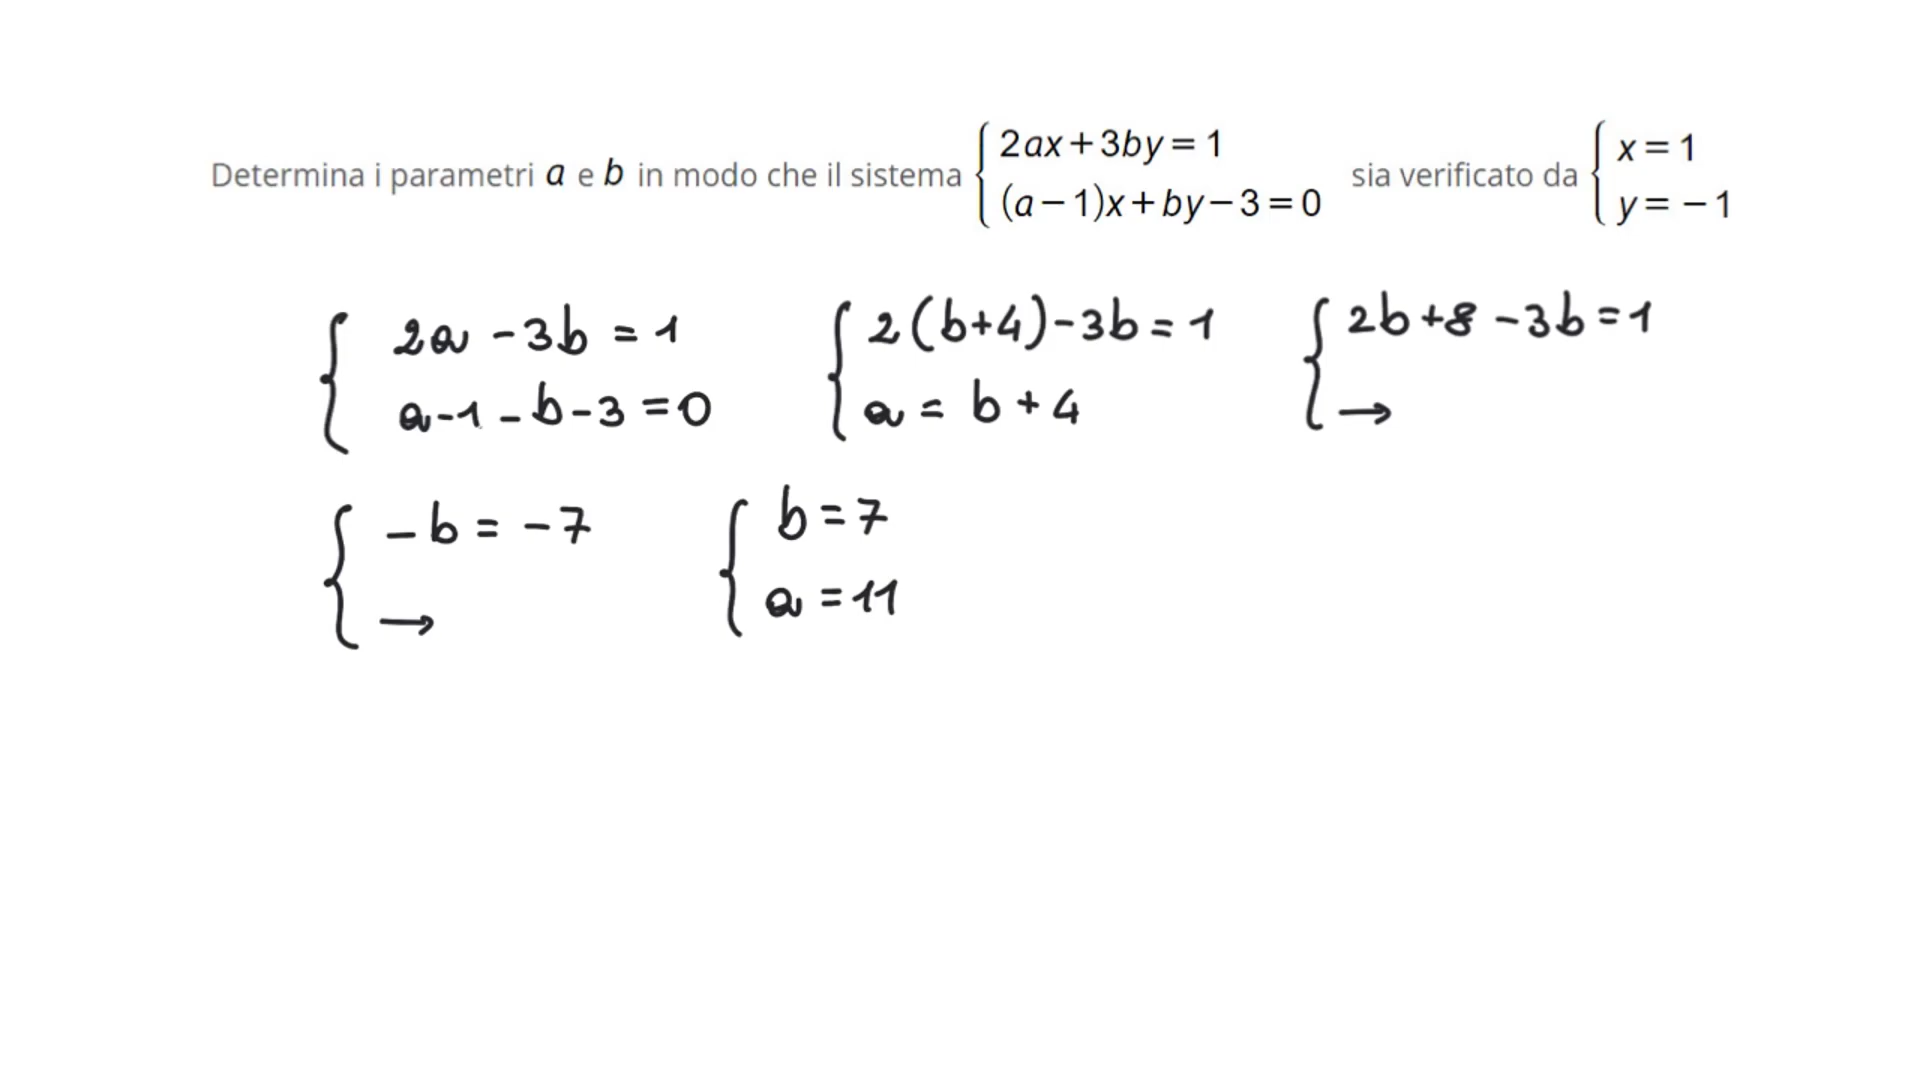 Determina i parametri a e b in modo che il sistema { 2ax+3by=1 (a−1)x+by−3=0 sia verificato da { x=1 y=−1
{ 2a -3b = 1 a-1-b-3=0
{ 2(b+4)-3b=1 a = b+4
{ 2b+8-3b=1 →
{ -b = -7 →
{ b=7 a=11